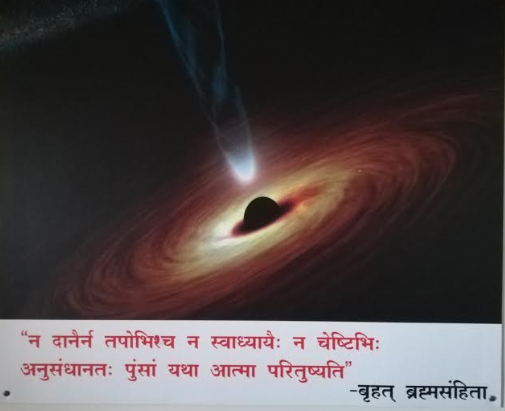 “न दानैर्न तपोभिश्च न स्वाध्यायैः न चेष्टिभिः
अनुसंधानतः पुंसां यथा आत्मा परितुष्यति”
-बृहत् ब्रह्मसंहिता